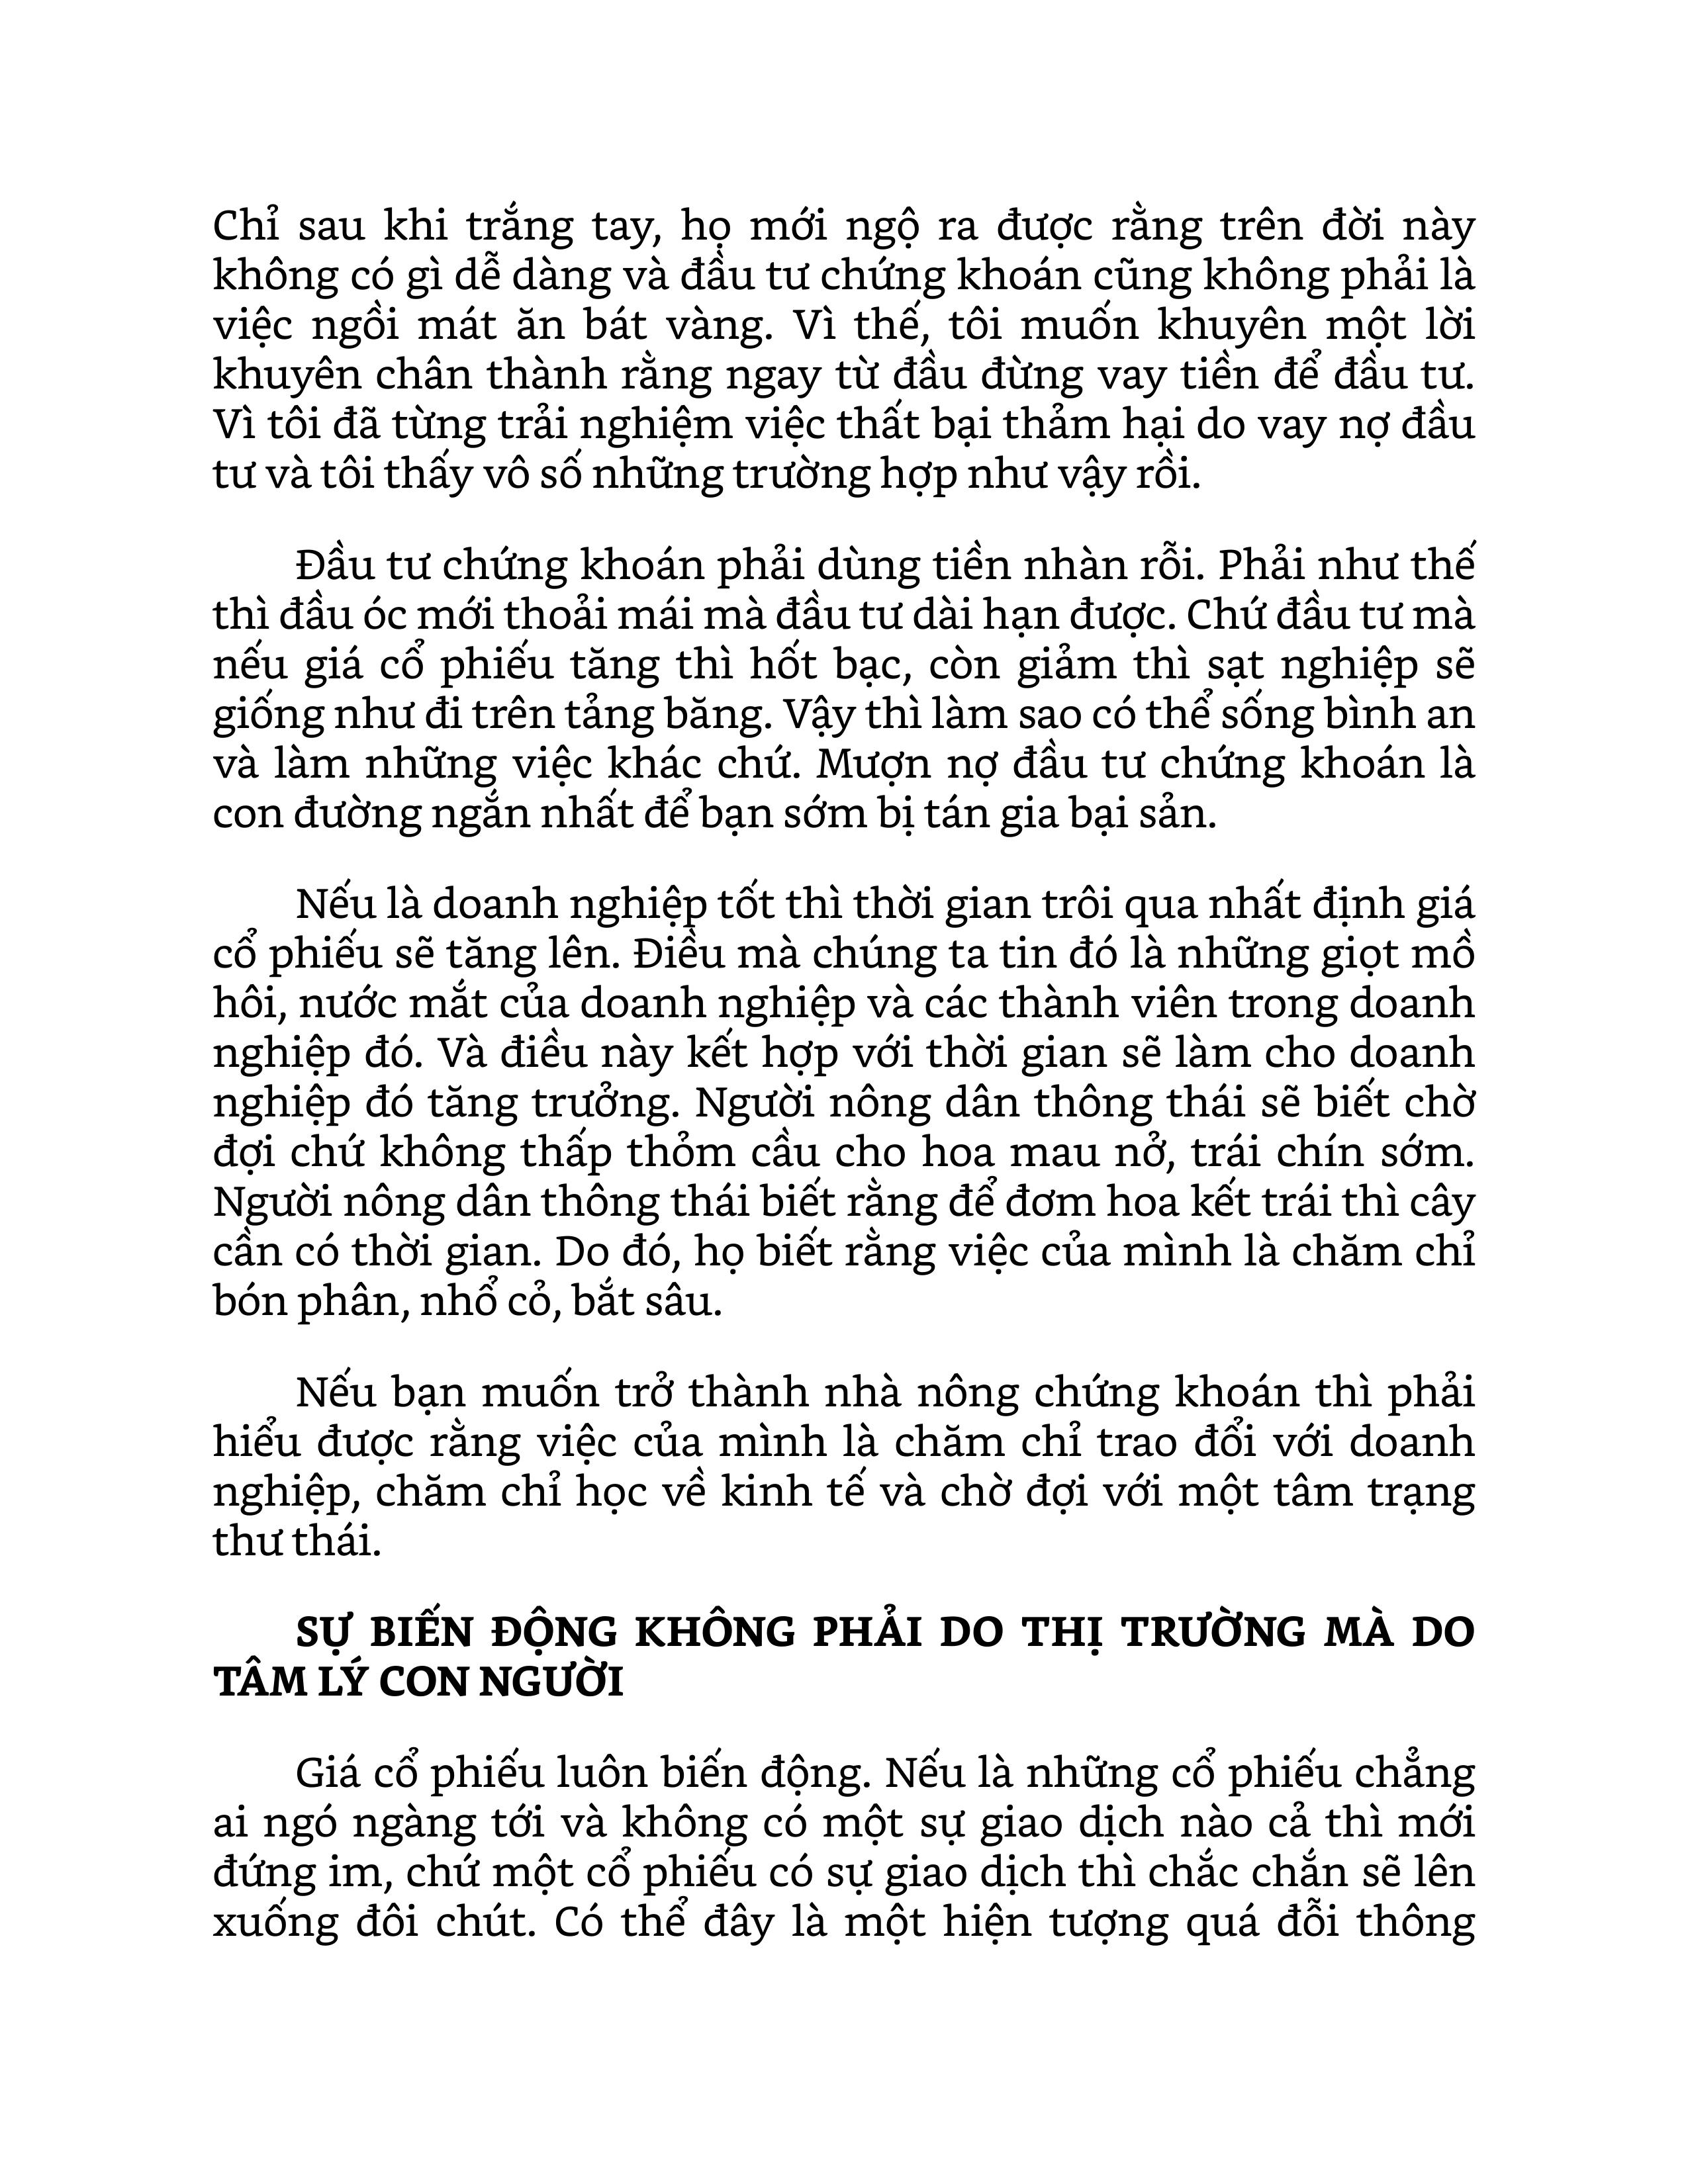 Chỉ sau khi trắng tay, họ mới ngộ ra được rằng trên đời này
không có gì dễ dàng và đầu tư chứng khoán cũng không phải là
việc ngồi mát ăn bát vàng. Vì thế, tôi muốn khuyên một lời
khuyên chân thành rằng ngay từ đầu đừng vay tiền để đầu tư.
Vì tôi đã từng trải nghiệm việc thất bại thảm hại do vay nợ đầu
tư và tôi thấy vô số những trường hợp như vậy rồi.
Đầu tư chứng khoán phải dùng tiền nhàn rỗi. Phải như thế
thì đầu óc mới thoải mái mà đầu tư dài hạn được. Chứ đầu tư mà
nếu giá cổ phiếu tăng thì hốt bạc, còn giảm thì sạt nghiệp sẽ
giống như đi trên tảng băng. Vậy thì làm sao có thể sống bình an
và làm những việc khác chứ. Mượn nợ đầu tư chứng khoán là
con đường ngắn nhất để bạn sớm bị tán gia bại sản.
Nếu là doanh nghiệp tốt thì thời gian trôi qua nhất định giá
cổ phiếu sẽ tăng lên. Điều mà chúng ta tin đó là những giọt mồ
hôi, nước mắt của doanh nghiệp và các thành viên trong doanh
nghiệp đó. Và điều này kết hợp với thời gian sẽ làm cho doanh
nghiệp đó tăng trưởng. Người nông dân thông thái sẽ biết chờ
đợi chứ không thấp thỏm cầu cho hoa mau nở, trái chín sớm.
Người nông dân thông thái biết rằng để đơm hoa kết trái thì cây
cần có thời gian. Do đó, họ biết rằng việc của mình là chăm chỉ
bón phân, nhổ cỏ, bắt sâu.
Nếu bạn muốn trở thành nhà nông chứng khoán thì phải
hiểu được rằng việc của mình là chăm chỉ trao đổi với doanh
nghiệp, chăm chỉ học về kinh tế và chờ đợi với một tâm trạng
thư thái.
SỰ BIẾN ĐỘNG KHÔNG PHẢI DO THỊ TRƯỜNG MÀ DO
TÂM LÝ CON NGƯỜI
Giá cổ phiếu luôn biến động. Nếu là những cổ phiếu chẳng
ai ngó ngàng tới và không có một sự giao dịch nào cả thì mới
đứng im, chứ một cổ phiếu có sự giao dịch thì chắc chắn sẽ lên
xuống đôi chút. Có thể đây là một hiện tượng quá đỗi thông